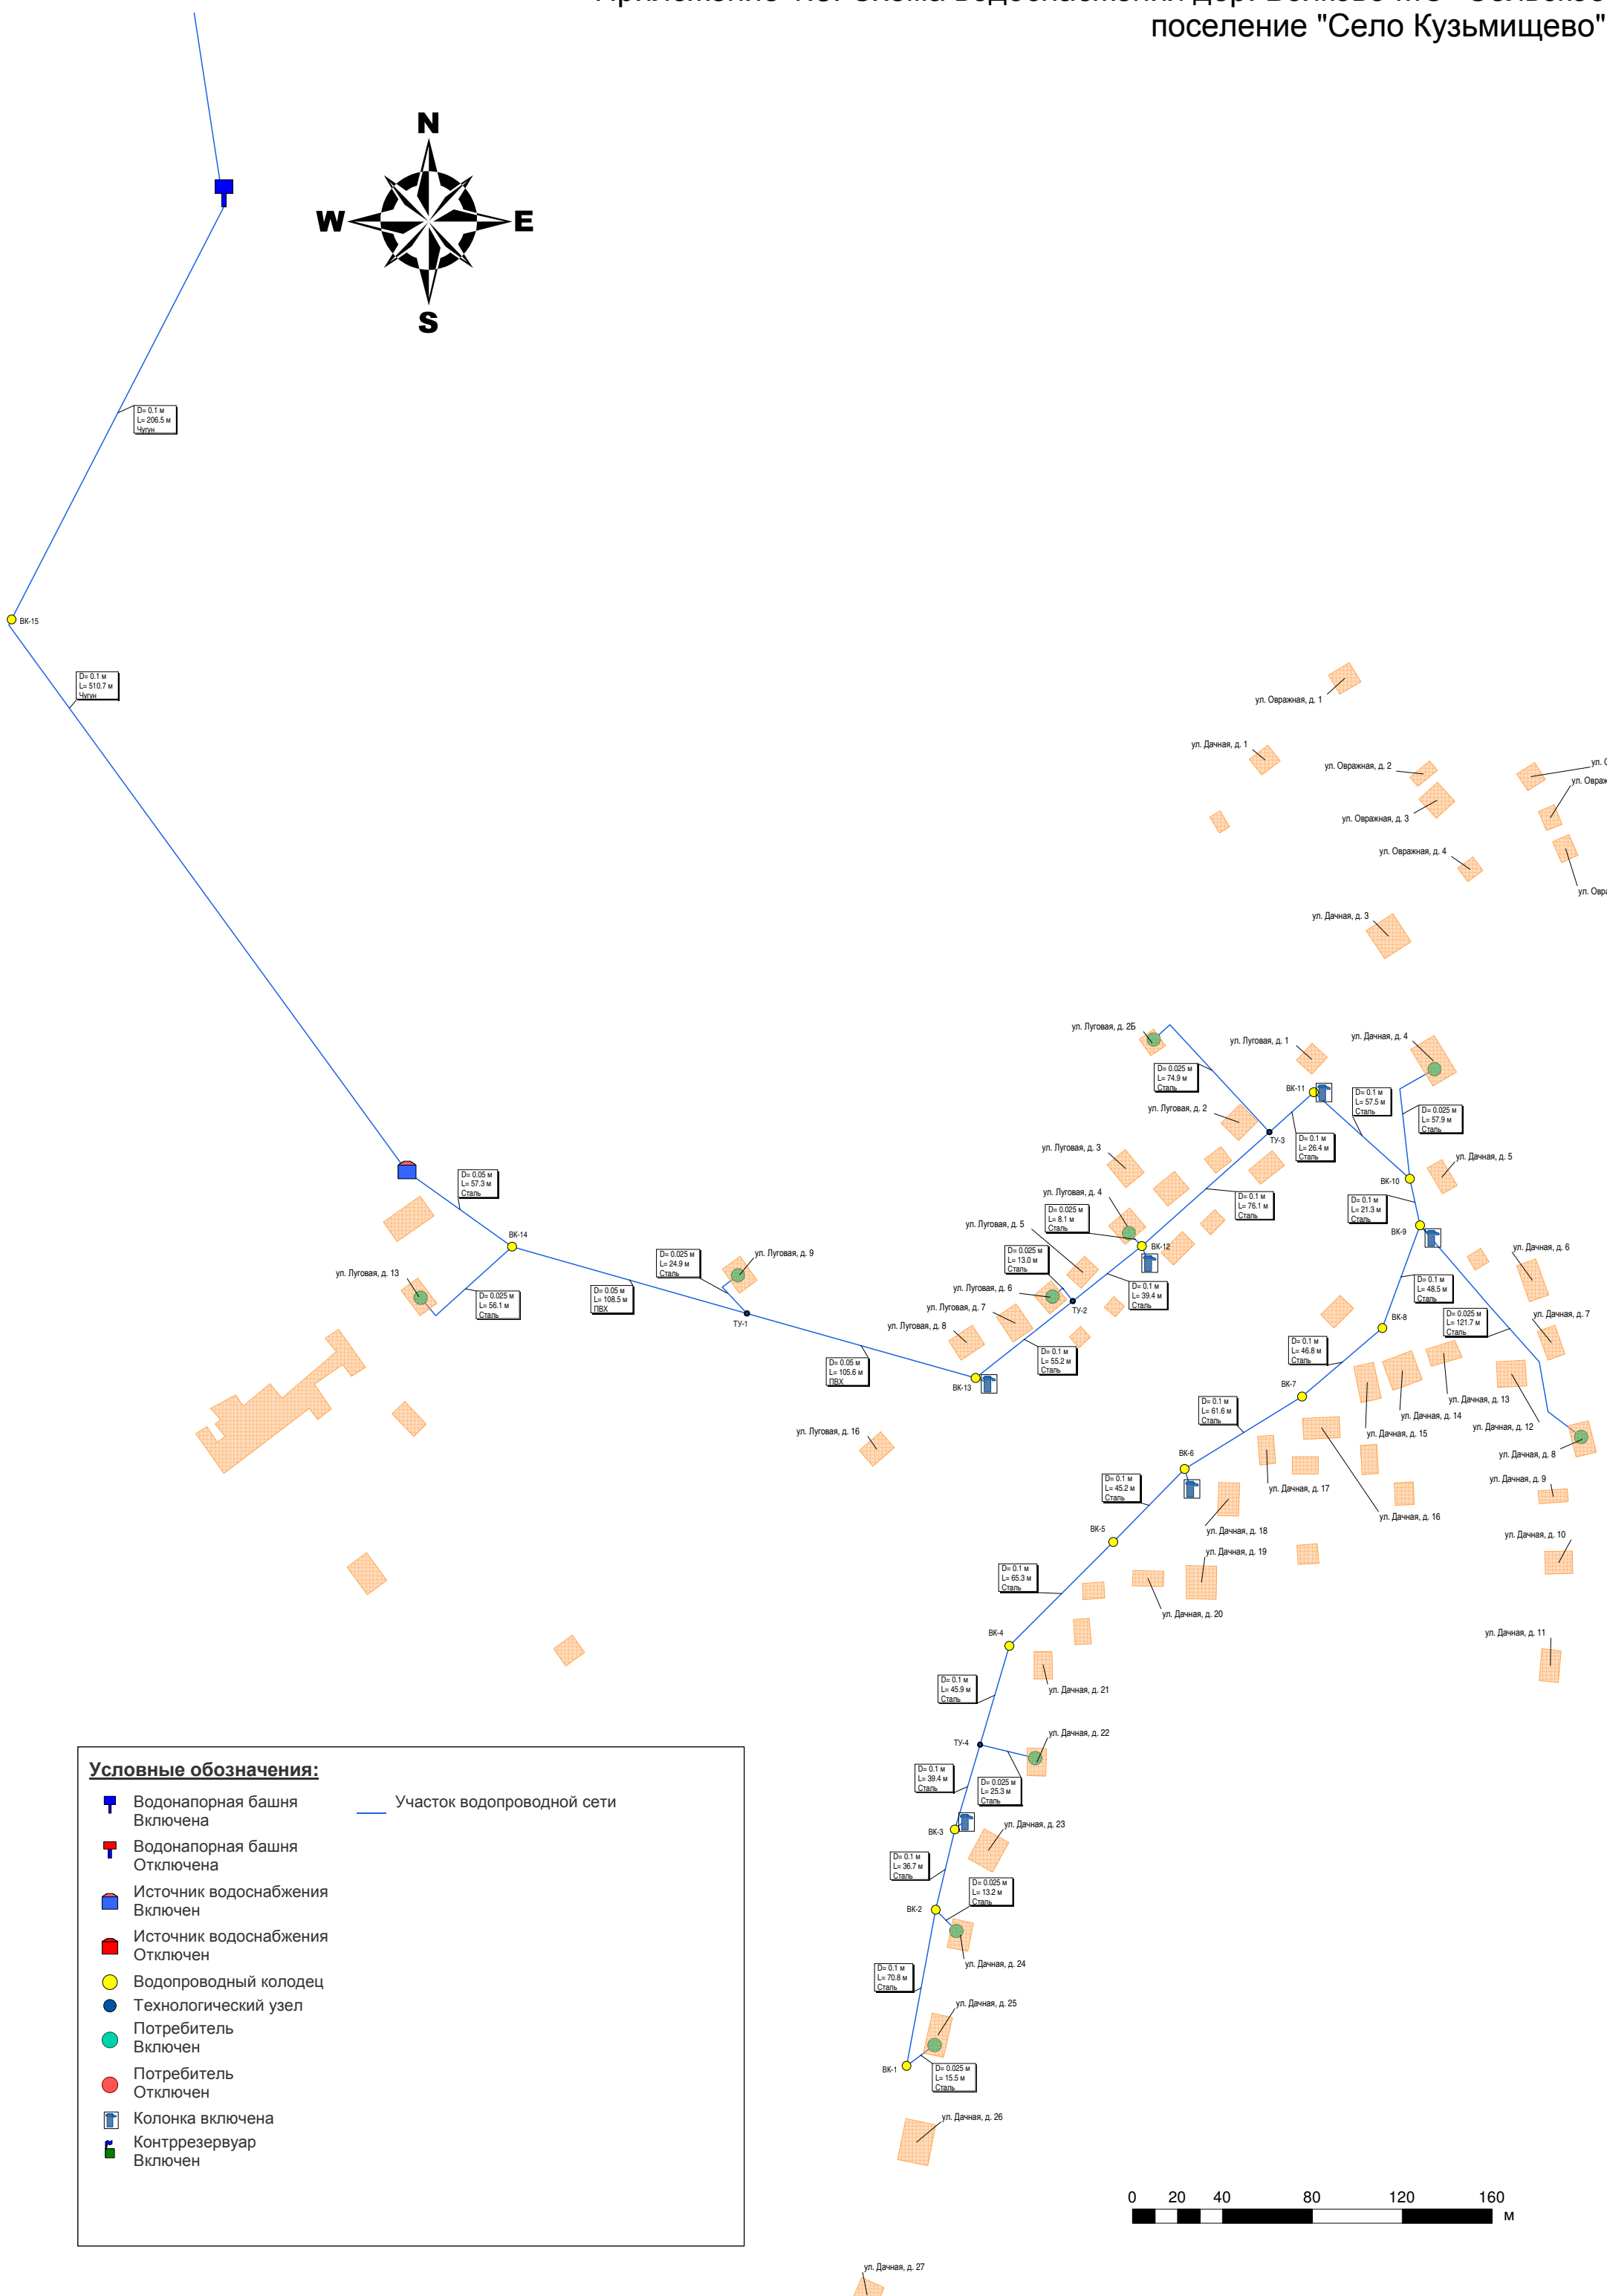 поселение "Село Кузьмищево"
N
W
E
S
D= 0.1 м
L= 206.5 м
Чугун
ВК-15
D= 0.1 м
L= 510.7 м
Чугун
ул. Овражная, д. 1
ул. Дачная, д. 1
ул. Овражная, д. 2
ул. Овражная, д. 3
ул. Овражная, д. 4
ул. Дачная, д. 3
ул. Луговая, д. 2Б
ул. Луговая, д. 1
ул. Дачная, д. 4
D= 0.025 м
L= 74.9 м
Сталь
ВК-11
D= 0.1 м
L= 57.5 м
Сталь
D= 0.025 м
L= 57.9 м
Сталь
ул. Луговая, д. 2
ТУ-3
D= 0.1 м
L= 26.4 м
Сталь
ул. Луговая, д. 3
ул. Дачная, д. 5
ВК-10
D= 0.05 м
L= 57.3 м
Сталь
ул. Луговая, д. 4
D= 0.1 м
L= 76.1 м
Сталь
D= 0.1 м
L= 21.3 м
Сталь
D= 0.025 м
L= 8.1 м
Сталь
ул. Луговая, д. 5
ВК-9
ВК-14
ВК-12
ул. Дачная, д. 6
D= 0.025 м
L= 24.9 м
Сталь
ул. Луговая, д. 9
D= 0.025 м
L= 13.0 м
Сталь
ул. Луговая, д. 13
D= 0.025 м
L= 56.1 м
Сталь
D= 0.05 м
L= 108.5 м
ПВХ
ТУ-1
ул. Луговая, д. 6
ТУ-2
D= 0.1 м
L= 39.4 м
Сталь
D= 0.1 м
L= 48.5 м
Сталь
ул. Луговая, д. 7
ул. Луговая, д. 8
ВК-8
D= 0.025 м
L= 121.7 м
Сталь
ул. Дачная, д. 7
D= 0.05 м
L= 105.6 м
ПВХ
D= 0.1 м
L= 55.2 м
Сталь
D= 0.1 м
L= 46.8 м
Сталь
ВК-13
ВК-7
ул. Дачная, д. 13
ул. Дачная, д. 14
ул. Дачная, д. 12
ул. Дачная, д. 15
D= 0.1 м
L= 61.6 м
Сталь
ул. Луговая, д. 16
ВК-6
ул. Дачная, д. 8
ул. Дачная, д. 9
ул. Дачная, д. 17
D= 0.1 м
L= 45.2 м
Сталь
ул. Дачная, д. 16
ВК-5
ул. Дачная, д. 18
ул. Дачная, д. 10
ул. Дачная, д. 19
D= 0.1 м
L= 65.3 м
Сталь
ул. Дачная, д. 20
ВК-4
ул. Дачная, д. 11
D= 0.1 м
L= 45.9 м
Сталь
ул. Дачная, д. 21
ул. Дачная, д. 22
ТУ-4
D= 0.1 м
L= 39.4 м
Сталь
D= 0.025 м
L= 25.3 м
Сталь
ВК-3
ул. Дачная, д. 23
D= 0.1 м
L= 36.7 м
Сталь
D= 0.025 м
L= 13.2 м
Сталь
ВК-2
ул. Дачная, д. 24
D= 0.1 м
L= 70.8 м
Сталь
ул. Дачная, д. 25
ВК-1
D= 0.025 м
L= 15.5 м
Сталь
ул. Дачная, д. 26
ул. Дачная, д. 27
Условные обозначения:
Водонапорная башня
Включена
Участок водопроводной сети
Водонапорная башня
Отключена
Источник водоснабжения
Включен
Источник водоснабжения
Отключен
Водопроводный колодец
Технологический узел
Потребитель
Включен
Потребитель
Отключен
Колонка включена
Контррезервуар
Включен
0 20 40 80 120 160
м